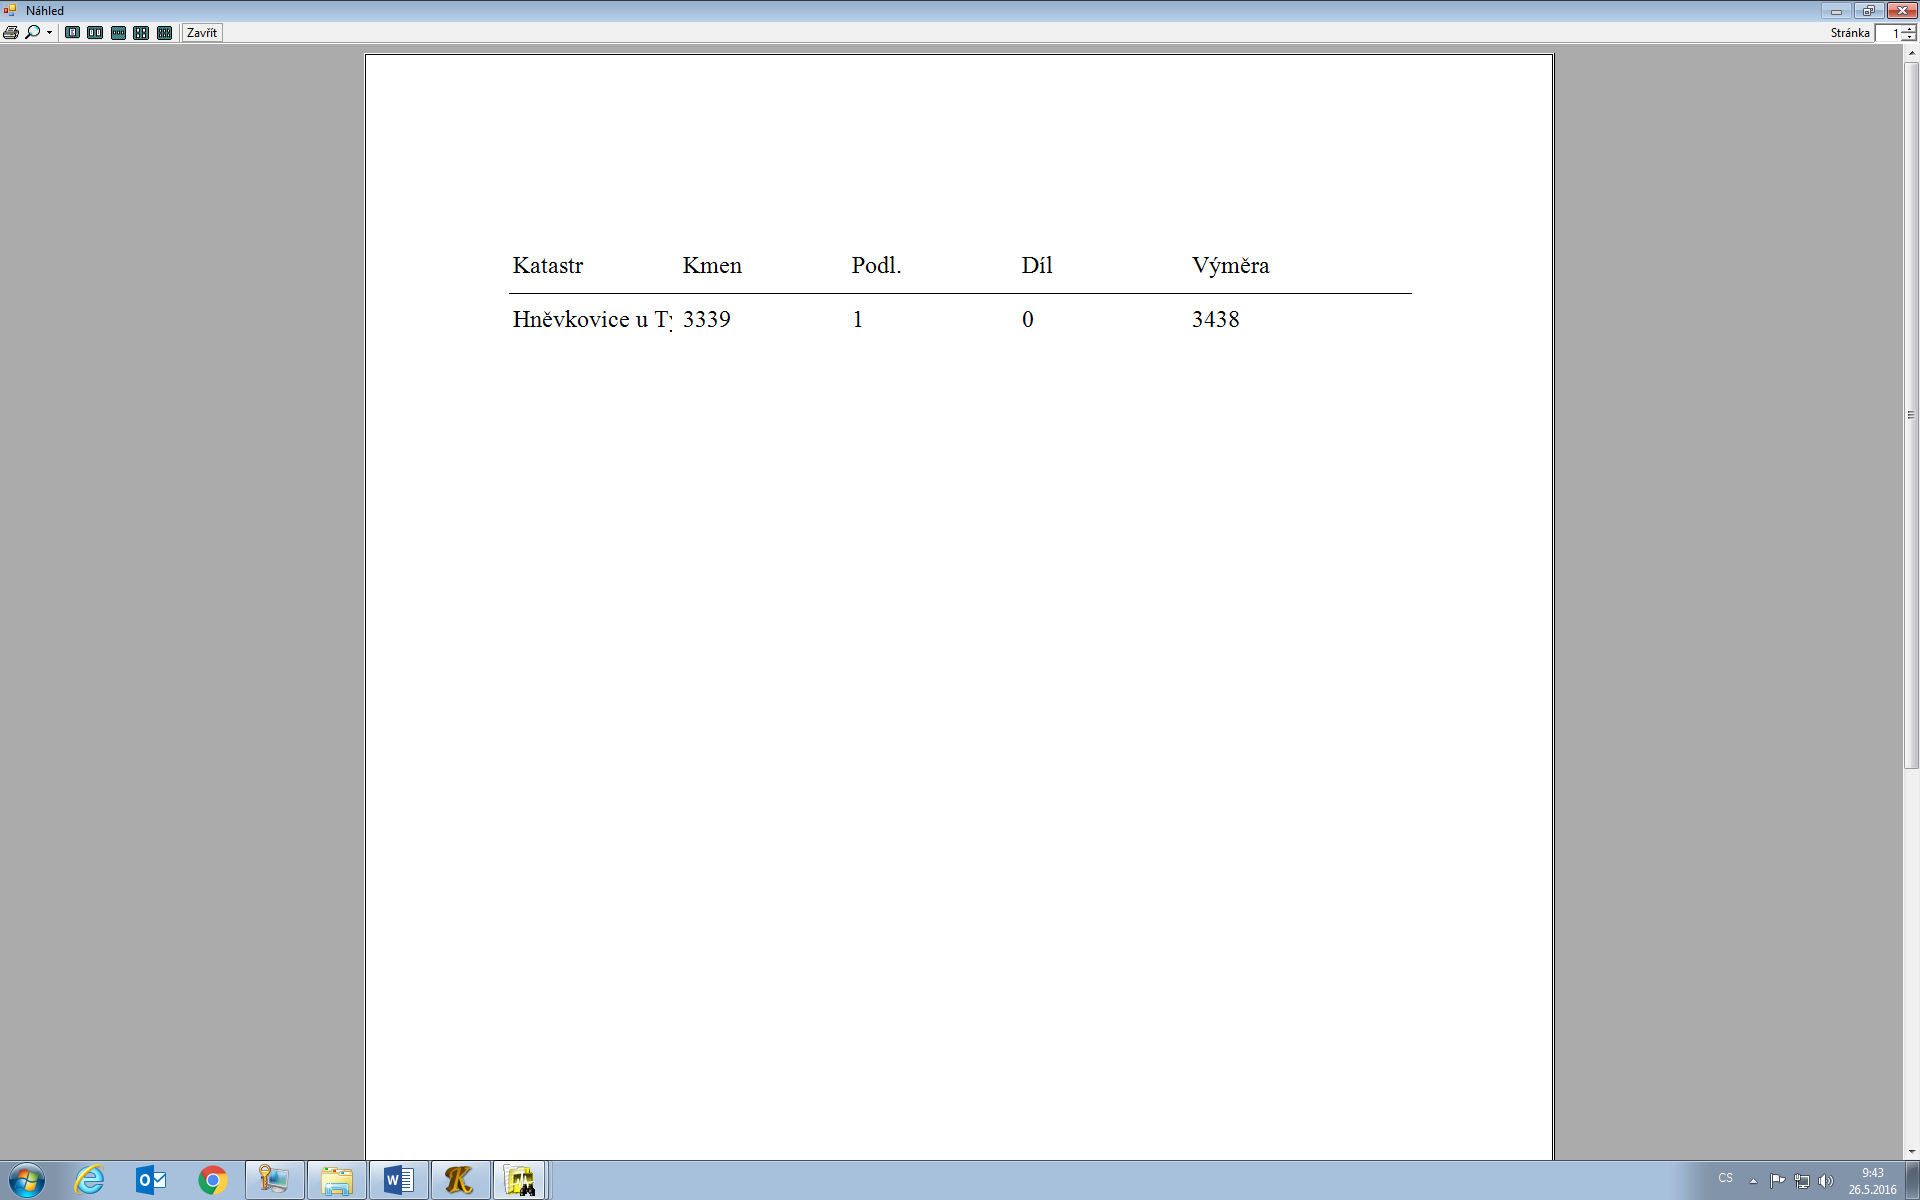 Náhled
Zavřít
Stránka 1
Katastr Kmen Podl. Díl Výměra
Hněvkovice u Ty 3339 1 0 3438
CS
9:43
26.5.2016